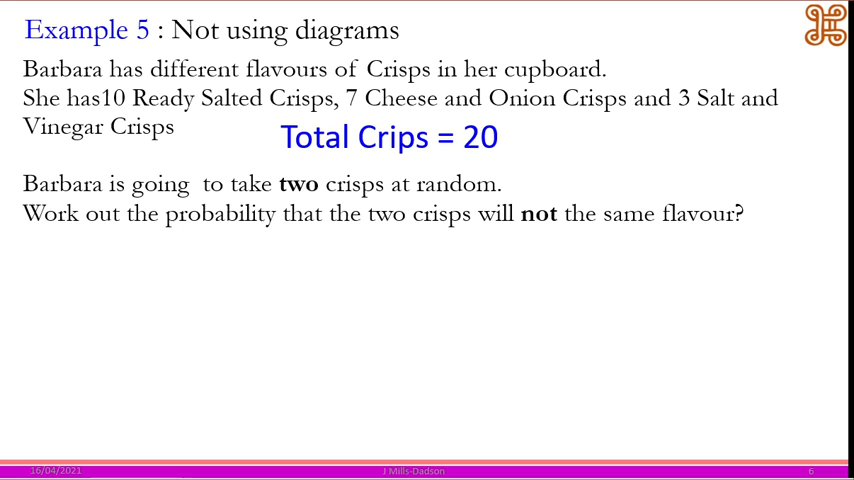 Example 5 : Not using diagrams
Barbara has different flavours of Crisps in her cupboard.
She has10 Ready Salted Crisps, 7 Cheese and Onion Crisps and 3 Salt and
Vinegar Crisps
Total Crips = 20
Barbara is going to take two crisps at random.
Work out the probability that the two crisps will not the same flavour?
16/04/2021
J Mills-Dadson
6